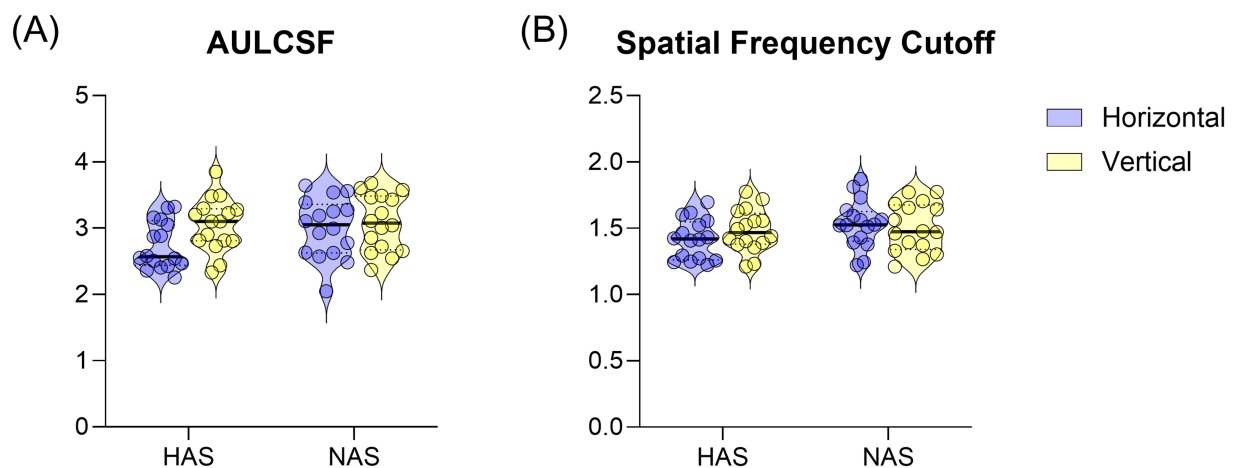 (A)
AULCSF
5
4
3
2
1
0
HAS
NAS
(B)
Spatial Frequency Cutoff
2.5
2.0
1.5
1.0
0.5
0.0
HAS
NAS
Horizontal
Vertical